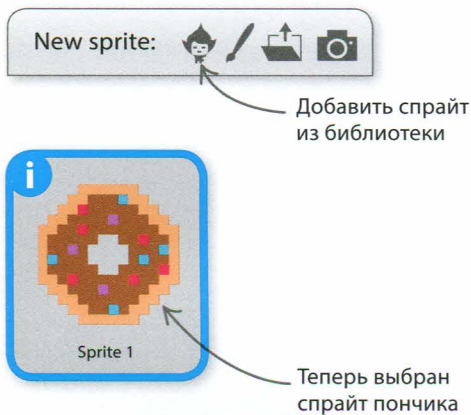 New sprite:
Добавить спрайт
из библиотеки
i
Sprite 1
Теперь выбран
спрайт пончика